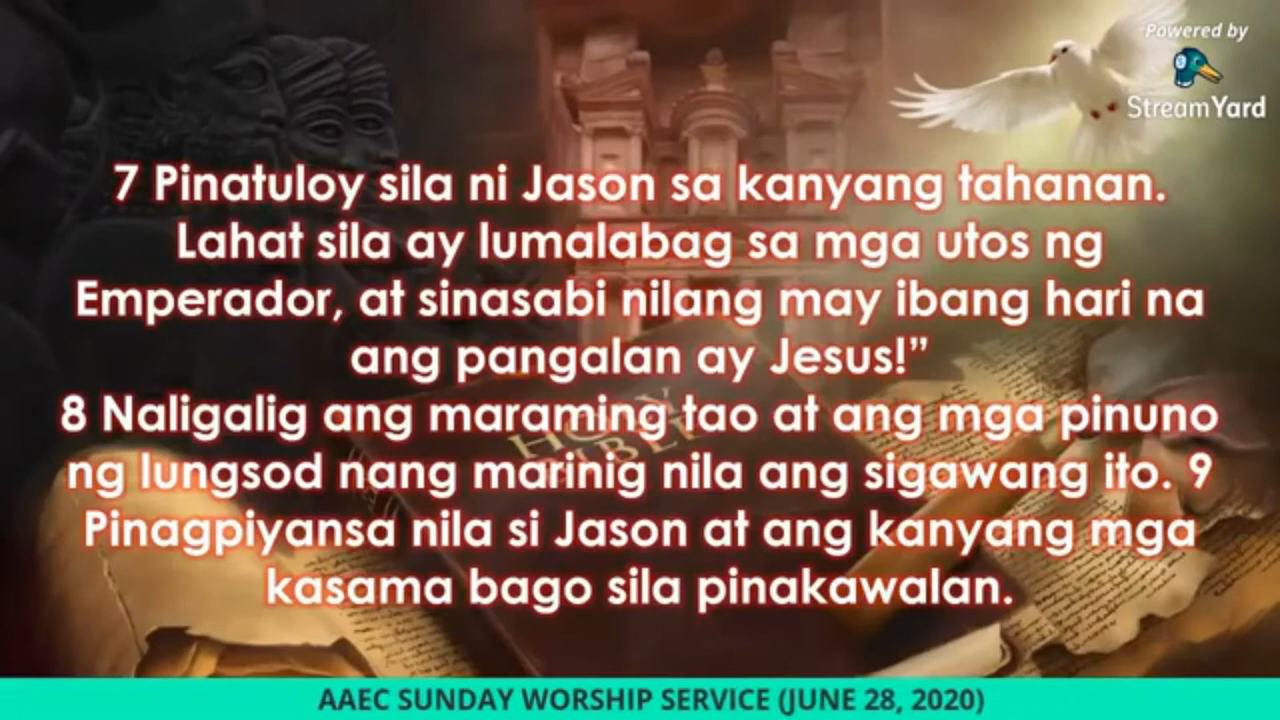 Powered by
StreamYard
7 Pinatuloy sila ni Jason sa kanyang tahanan.
Lahat sila ay lumalabag sa mga utos ng
Emperador, at sinasabi nilang may ibang hari na
ang pangalan ay Jesus!”
8 Naligalig ang maraming tao at ang mga pinuno
ng lungsod nang marinig nila ang sigawang ito. 9
Pinagpiyansa nila si Jason at ang kanyang mga
kasama bago sila pinakawalan.
HOLY
BIBLE
AAEC SUNDAY WORSHIP SERVICE (JUNE 28, 2020)